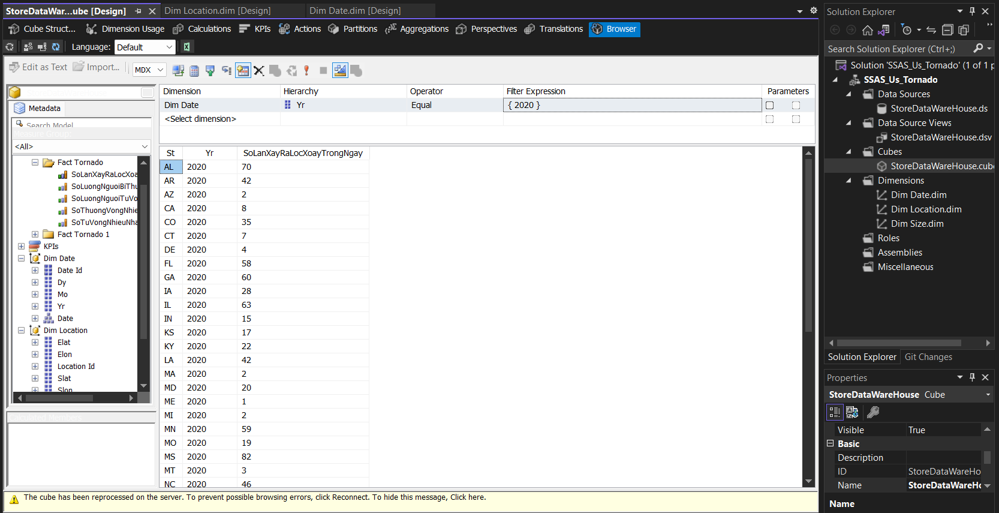 StoreDataWar...ube [Design]
Dim Location.dim [Design]
Dim Date.dim [Design]
Cube Struct...
Dimension Usage
Calculations
KPIs
Actions
Partitions
Aggregations
Perspectives
Translations
Browser
Language: Default
Edit as Text
Import...
MDX
Metadata
Search Model
Measure Group:
<All>
Fact Tornado
SoLanXayRaLocXoa
SoLuongNguoiBiThu
SoLuongNguoiTuVo
SoThuongVongNhie
SoTuVongNhieuNha
Fact Tornado 1
KPIs
Dim Date
Date Id
Dy
Mo
Yr
Date
Dim Location
Elat
Elon
Location Id
Slat
Slon
Calculated Members
Dimension Hierarchy Operator Filter Expression Parameters
Dim Date Yr Equal { 2020 }
<Select dimension>
St Yr SoLanXayRaLocXoayTrongNgay
AL 2020 70
AR 2020 42
AZ 2020 2
CA 2020 8
CO 2020 35
CT 2020 7
DE 2020 4
FL 2020 58
GA 2020 60
IA 2020 28
IL 2020 63
IN 2020 15
KS 2020 17
KY 2020 22
LA 2020 42
MA 2020 2
MD 2020 20
ME 2020 1
MI 2020 2
MN 2020 59
MO 2020 19
MS 2020 82
MT 2020 3
NC 2020 46
The cube has been reprocessed on the server. To prevent possible browsing errors, click Reconnect. To hide this message, Click here.
Solution Explorer
Search Solution Explorer (Ctrl+;)
Solution 'SSAS_Us_Tornado' (1 of 1 p
SSAS_Us_Tornado
Data Sources
StoreDataWareHouse.ds
Data Source Views
StoreDataWareHouse.dsv
Cubes
StoreDataWareHouse.cube
Dimensions
Dim Date.dim
Dim Location.dim
Dim Size.dim
Roles
Assemblies
Miscellaneous
Solution Explorer
Git Changes
Properties
StoreDataWareHouse Cube
Visible True
Basic
Description
ID StoreDataWareHo
Name StoreDataWareHo
Name